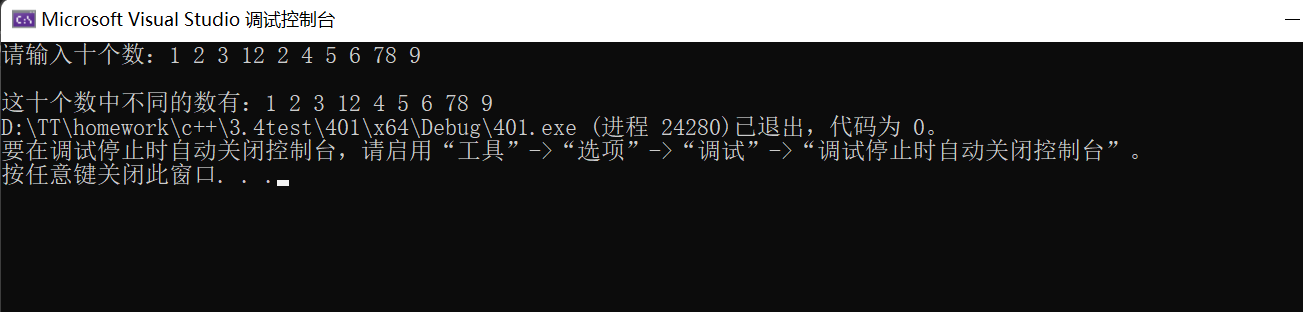 Microsoft Visual Studio 调试控制台
请输入十个数：1 2 3 12 2 4 5 6 78 9
这十个数中不同的数有：1 2 3 12 4 5 6 78 9
D:\TT\homework\c++\3.4test\401\x64\Debug\401.exe (进程 24280)已退出，代码为 0。
要在调试停止时自动关闭控制台，请启用“工具”->“选项”->“调试”->“调试停止时自动关闭控制台”。
按任意键关闭此窗口. . .